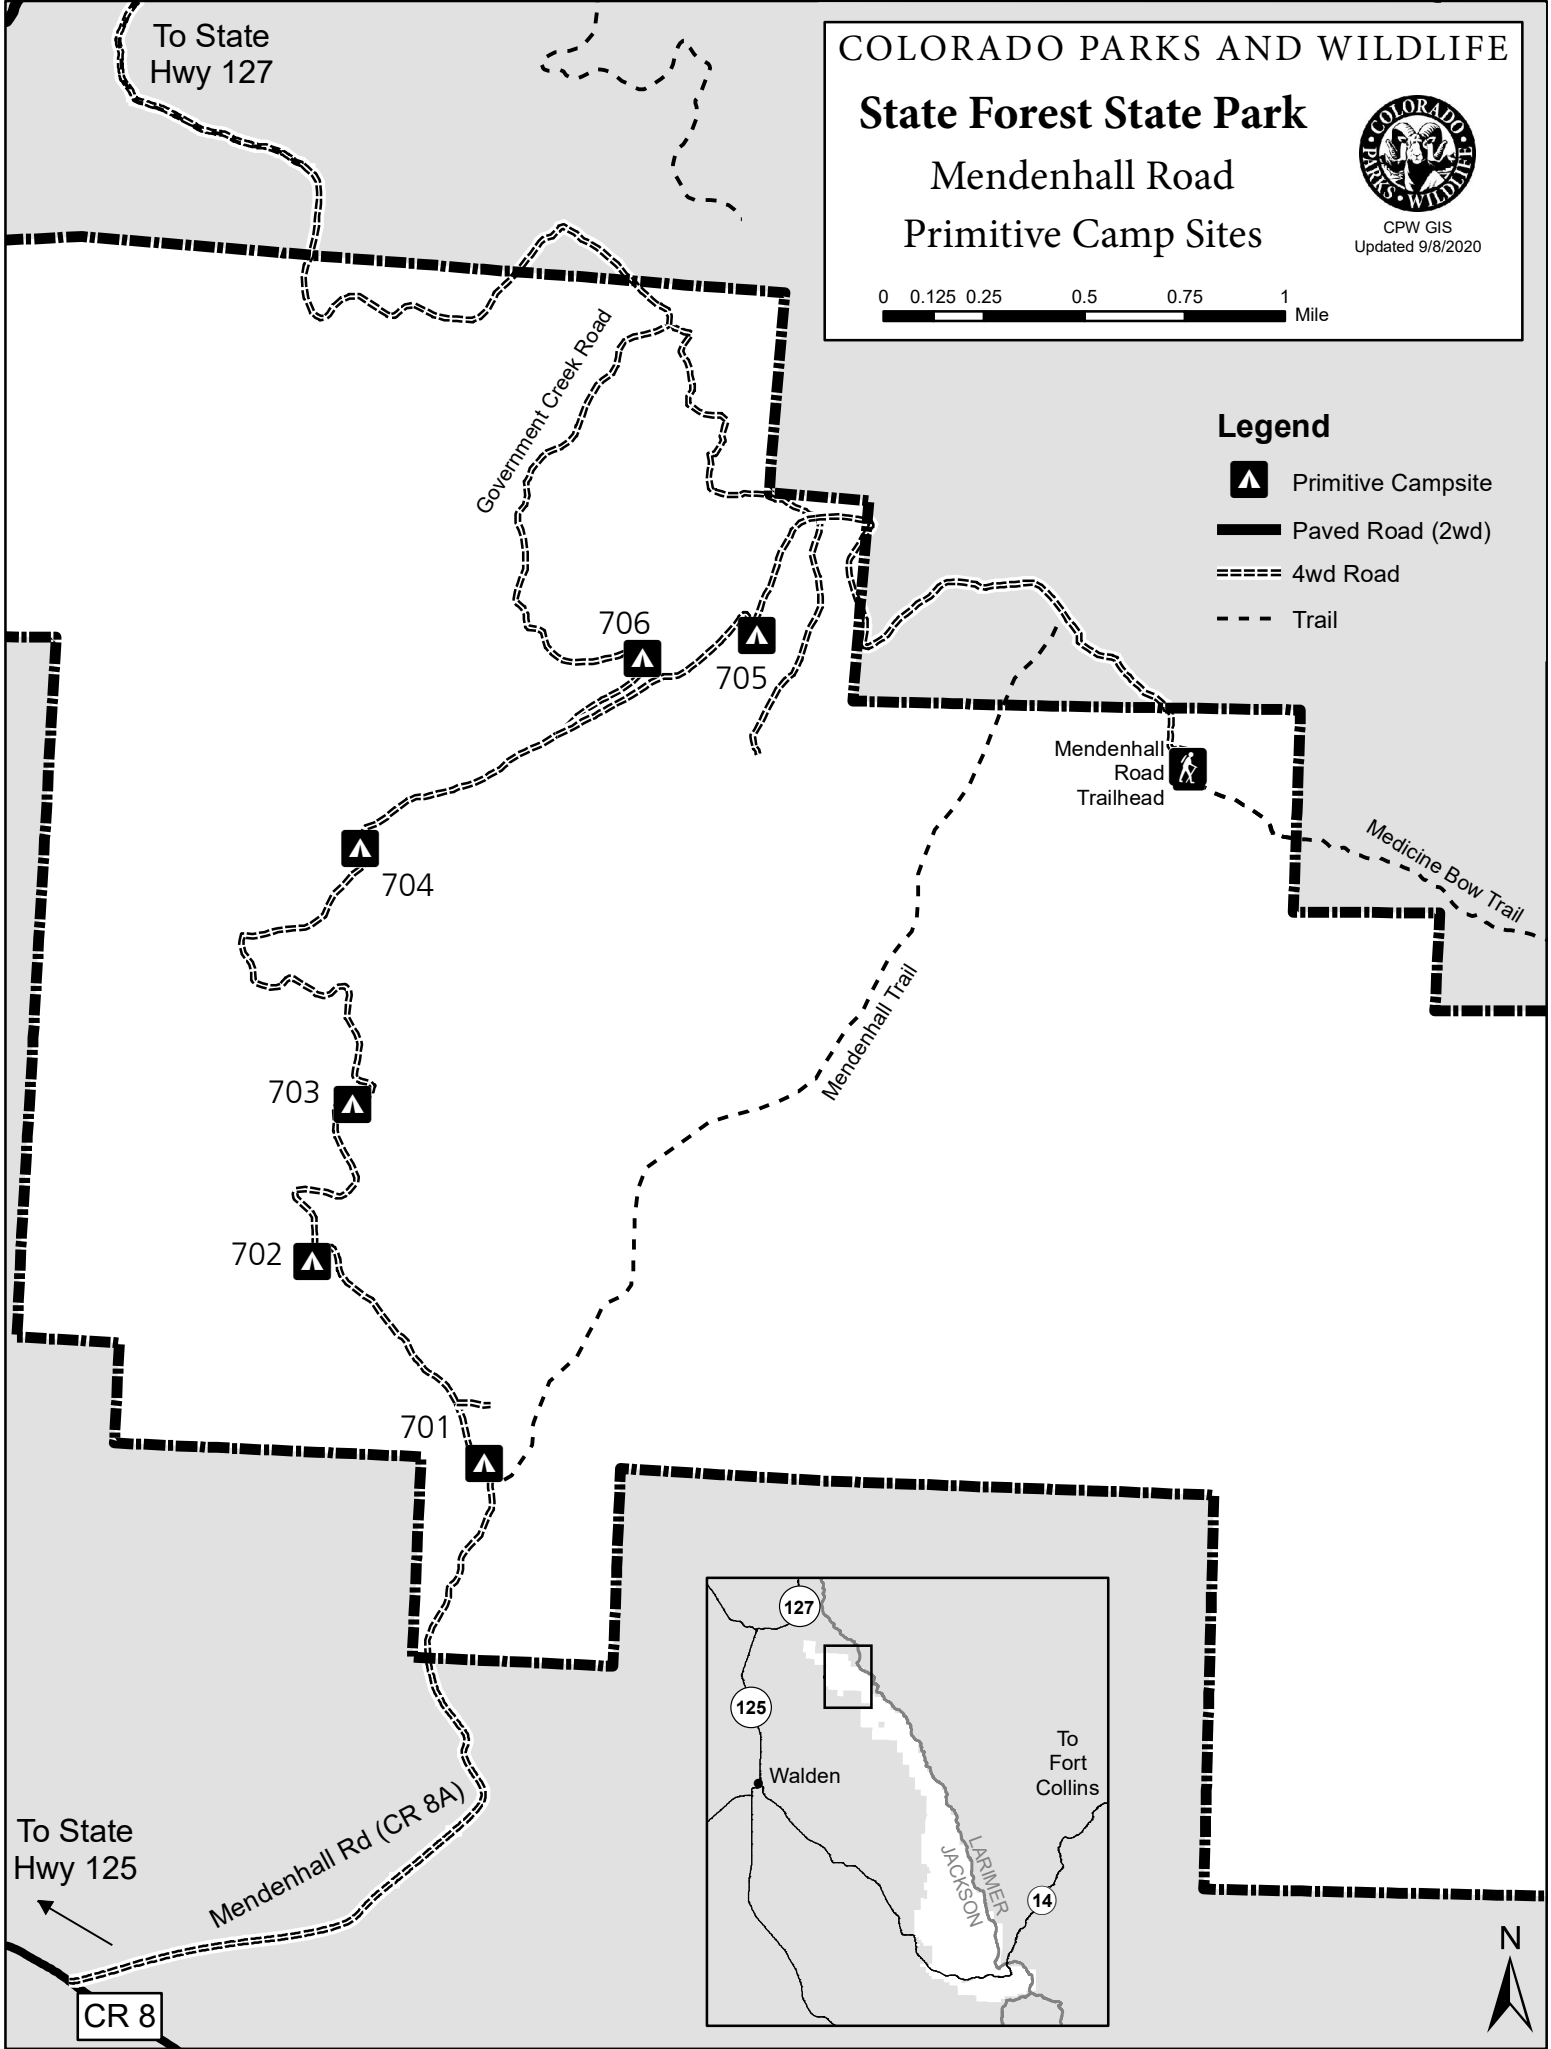 To State
Hwy 127
COLORADO PARKS AND WILDLIFE
State Forest State Park
Mendenhall Road
Primitive Camp Sites
COLORADO
PARKS • WILDLIFE
CPW GIS
Updated 9/8/2020
0 0.125 0.25 0.5 0.75 1
Mile
Legend
Primitive Campsite
Paved Road (2wd)
4wd Road
Trail
Government Creek Road
706
705
Mendenhall
Road
Trailhead
Medicine Bow Trail
704
Mendenhall Trail
703
702
701
127
125
Walden
To
Fort
Collins
LARIMER
JACKSON
14
Mendenhall Rd (CR 8A)
To State
Hwy 125
CR 8
N